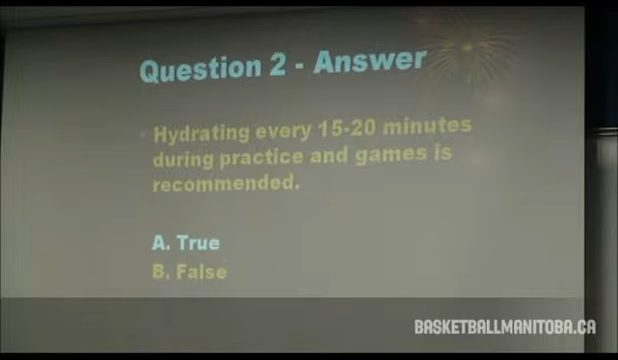 Question 2 - Answer
Hydrating every 15-20 minutes
during practice and games is
recommended.
A. True
B. False
BASKETBALLMANITOBA.CA